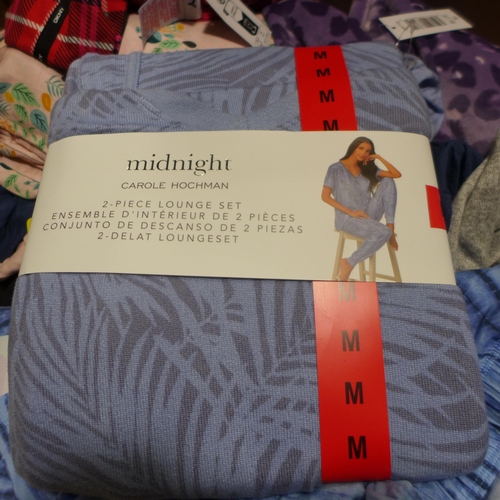 M
M
M
M
midnight
CAROLE HOCHMAN
2-PIECE LOUNGE SET
ENSEMBLE D'INTÉRIEUR DE 2 PIÈCES
CONJUNTO DE DESCANSO DE 2 PIEZAS
2-DELAT LOUNGESET
M
M
M
M